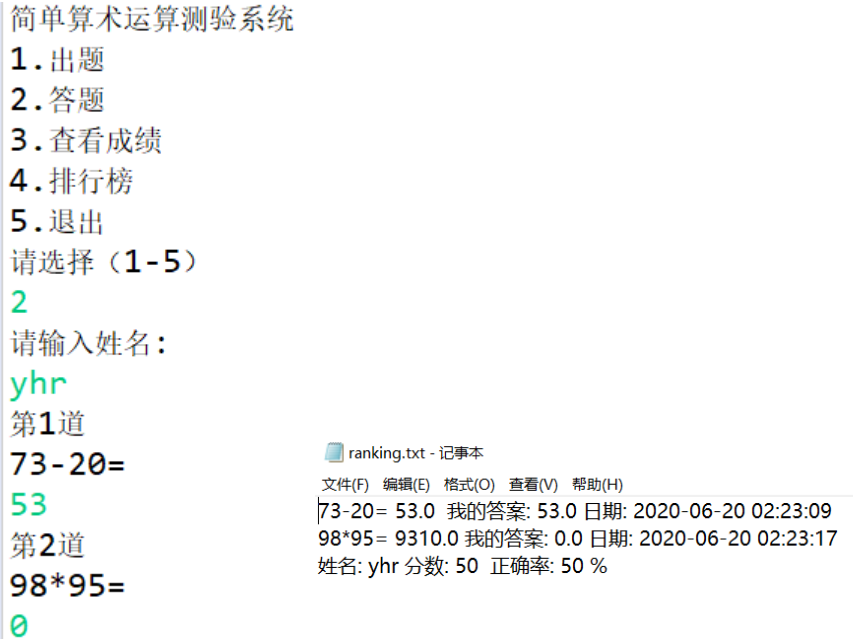 简单算术运算测验系统
1.出题
2.答题
3.查看成绩
4.排行榜
5.退出
请选择（1-5）
2
请输入姓名:
yhr
第1道
73-20=
53
第2道
98*95=
0
ranking.txt - 记事本
文件(F) 编辑(E) 格式(O) 查看(V) 帮助(H)
73-20= 53.0  我的答案: 53.0 日期: 2020-06-20 02:23:09
98*95= 9310.0 我的答案: 0.0 日期: 2020-06-20 02:23:17
姓名: yhr 分数: 50  正确率: 50 %